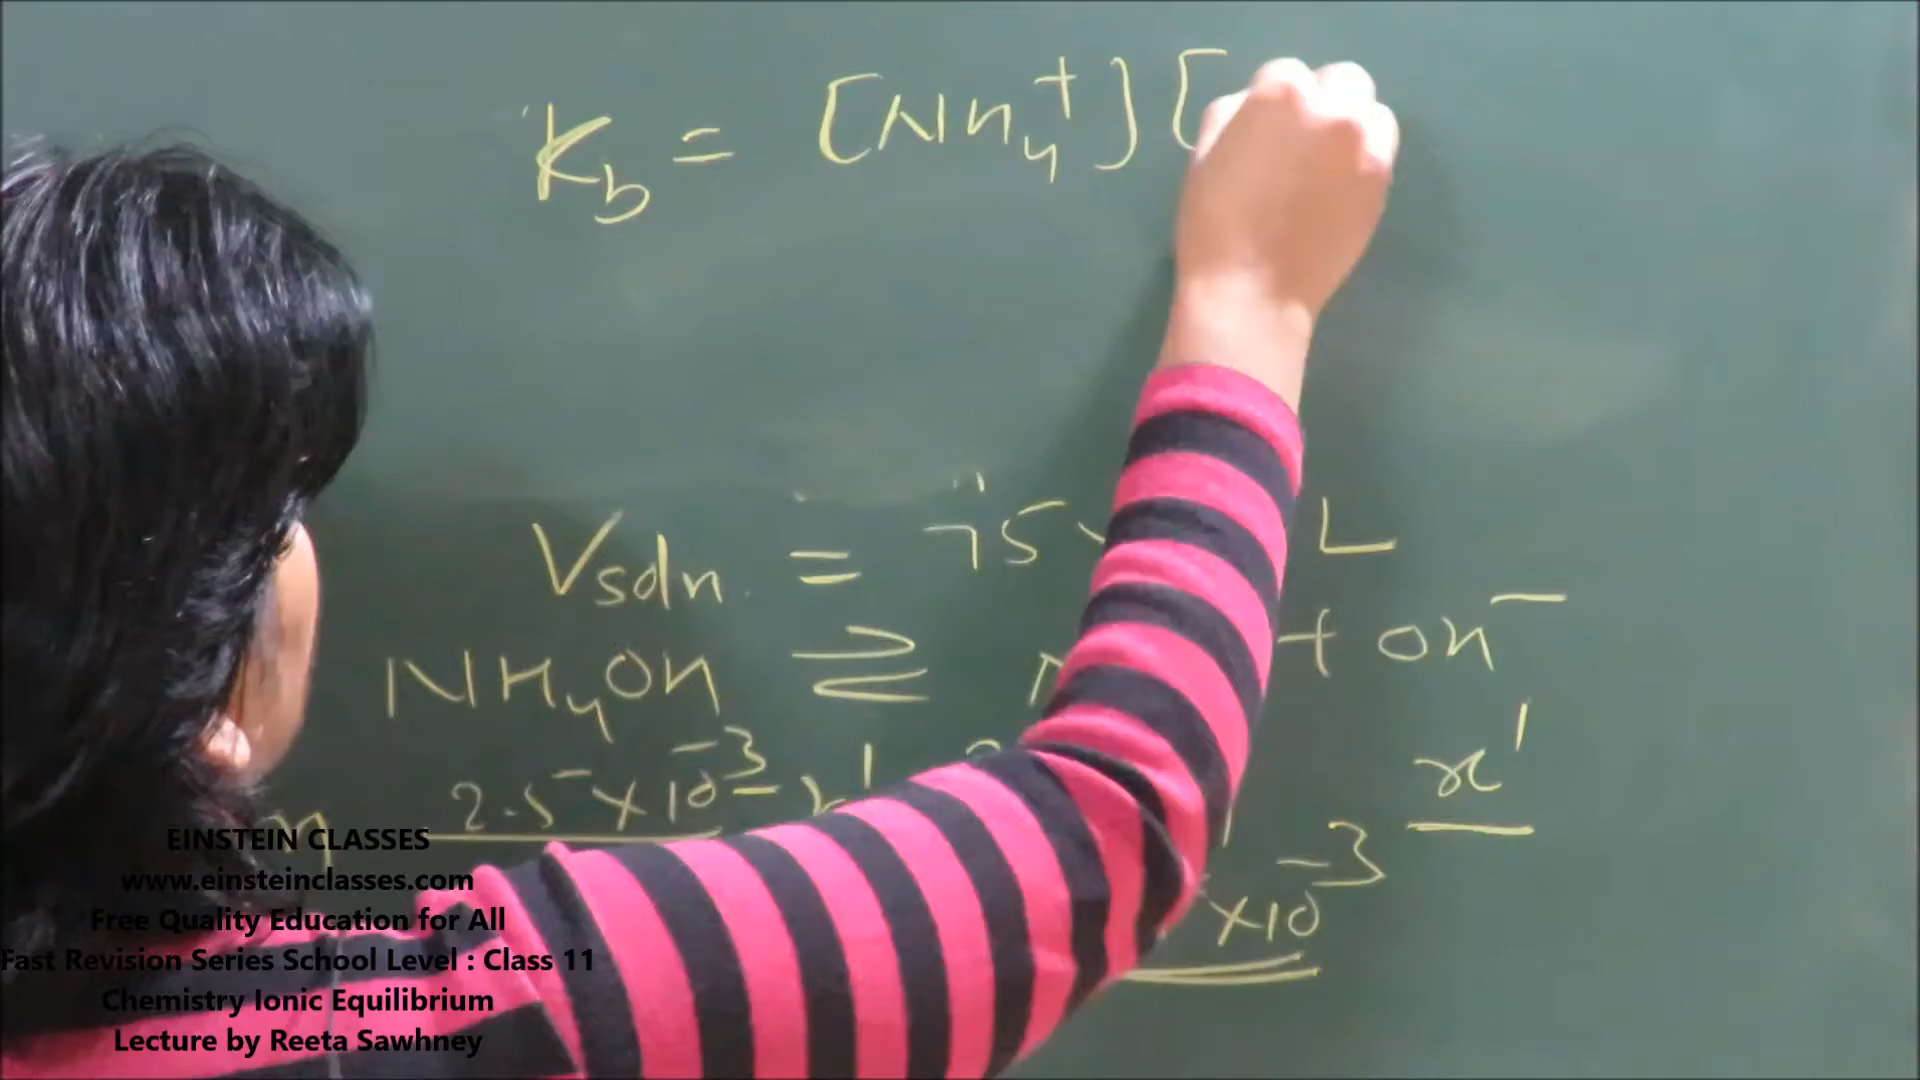 Kb = [NH4+] [
Vsoln = 75 L
NH4OH ⇌ N + OH−
2.5 × 10−3 x'
x'
×10−3
EINSTEIN CLASSES
www.einsteinclasses.com
Free Quality Education for All
Fast Revision Series School Level : Class 11
Chemistry Ionic Equilibrium
Lecture by Reeta Sawhney